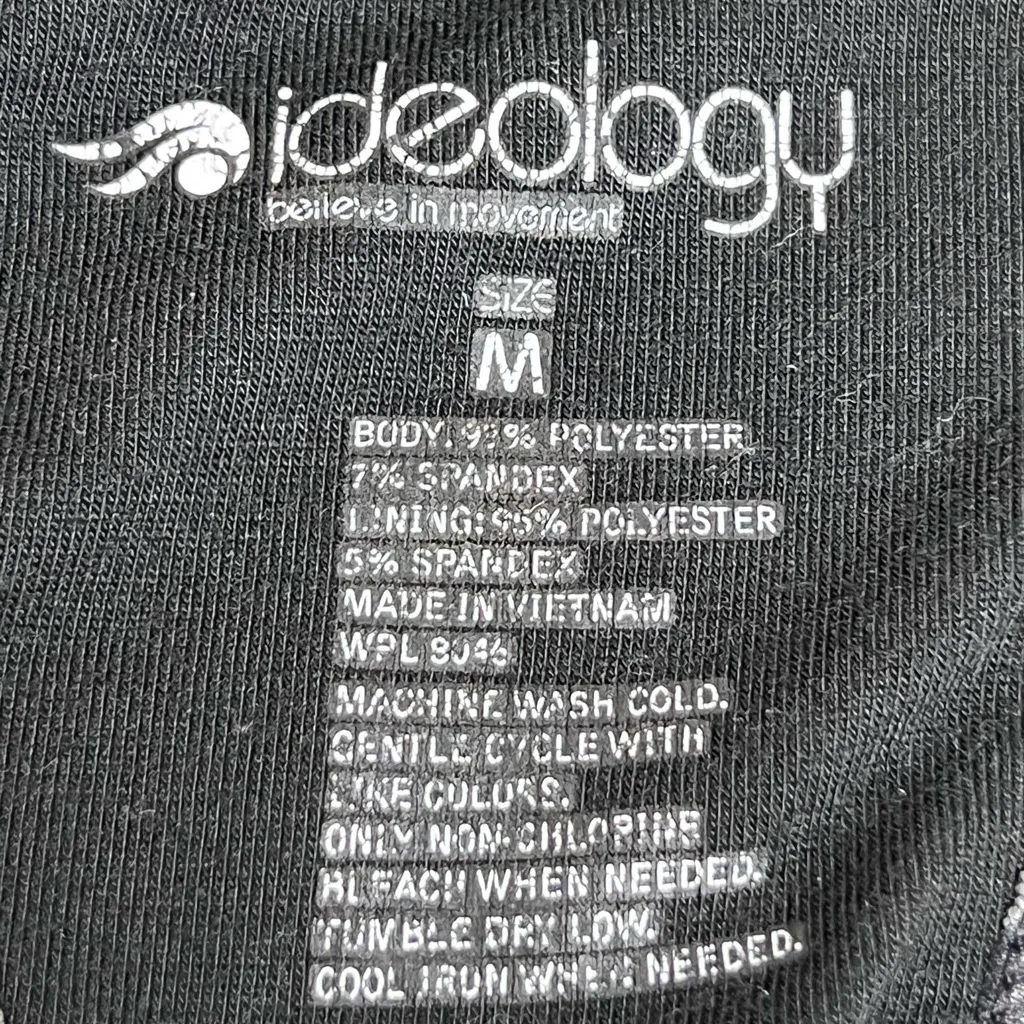 ideology
believe in movement
SIZE
M
BODY: 93% POLYESTER
7% SPANDEX
LINING: 95% POLYESTER
5% SPANDEX
MADE IN VIETNAM
WPL
MACHINE WASH COLD.
GENTLE CYCLE WITH
LIKE COLORS.
ONLY NON-CHLORINE
BLEACH WHEN NEEDED.
TUMBLE DRY LOW.
COOL IRON WHEN NEEDED.